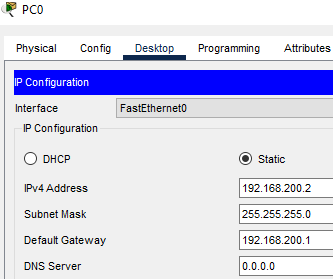 PC0
Physical Config Desktop Programming Attributes
IP Configuration
Interface FastEthernet0
IP Configuration
DHCP Static
IPv4 Address 192.168.200.2
Subnet Mask 255.255.255.0
Default Gateway 192.168.200.1
DNS Server 0.0.0.0